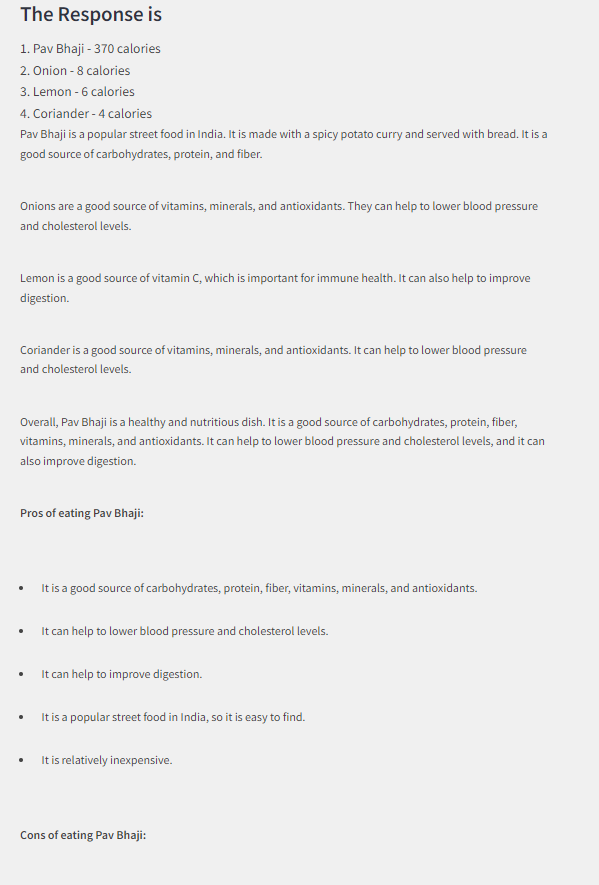 The Response is
1. Pav Bhaji - 370 calories
2. Onion - 8 calories
3. Lemon - 6 calories
4. Coriander - 4 calories
Pav Bhaji is a popular street food in India. It is made with a spicy potato curry and served with bread. It is a
good source of carbohydrates, protein, and fiber.
Onions are a good source of vitamins, minerals, and antioxidants. They can help to lower blood pressure
and cholesterol levels.
Lemon is a good source of vitamin C, which is important for immune health. It can also help to improve
digestion.
Coriander is a good source of vitamins, minerals, and antioxidants. It can help to lower blood pressure
and cholesterol levels.
Overall, Pav Bhaji is a healthy and nutritious dish. It is a good source of carbohydrates, protein, fiber,
vitamins, minerals, and antioxidants. It can help to lower blood pressure and cholesterol levels, and it can
also improve digestion.
Pros of eating Pav Bhaji:
• It is a good source of carbohydrates, protein, fiber, vitamins, minerals, and antioxidants.
• It can help to lower blood pressure and cholesterol levels.
• It can help to improve digestion.
• It is a popular street food in India, so it is easy to find.
• It is relatively inexpensive.
Cons of eating Pav Bhaji: